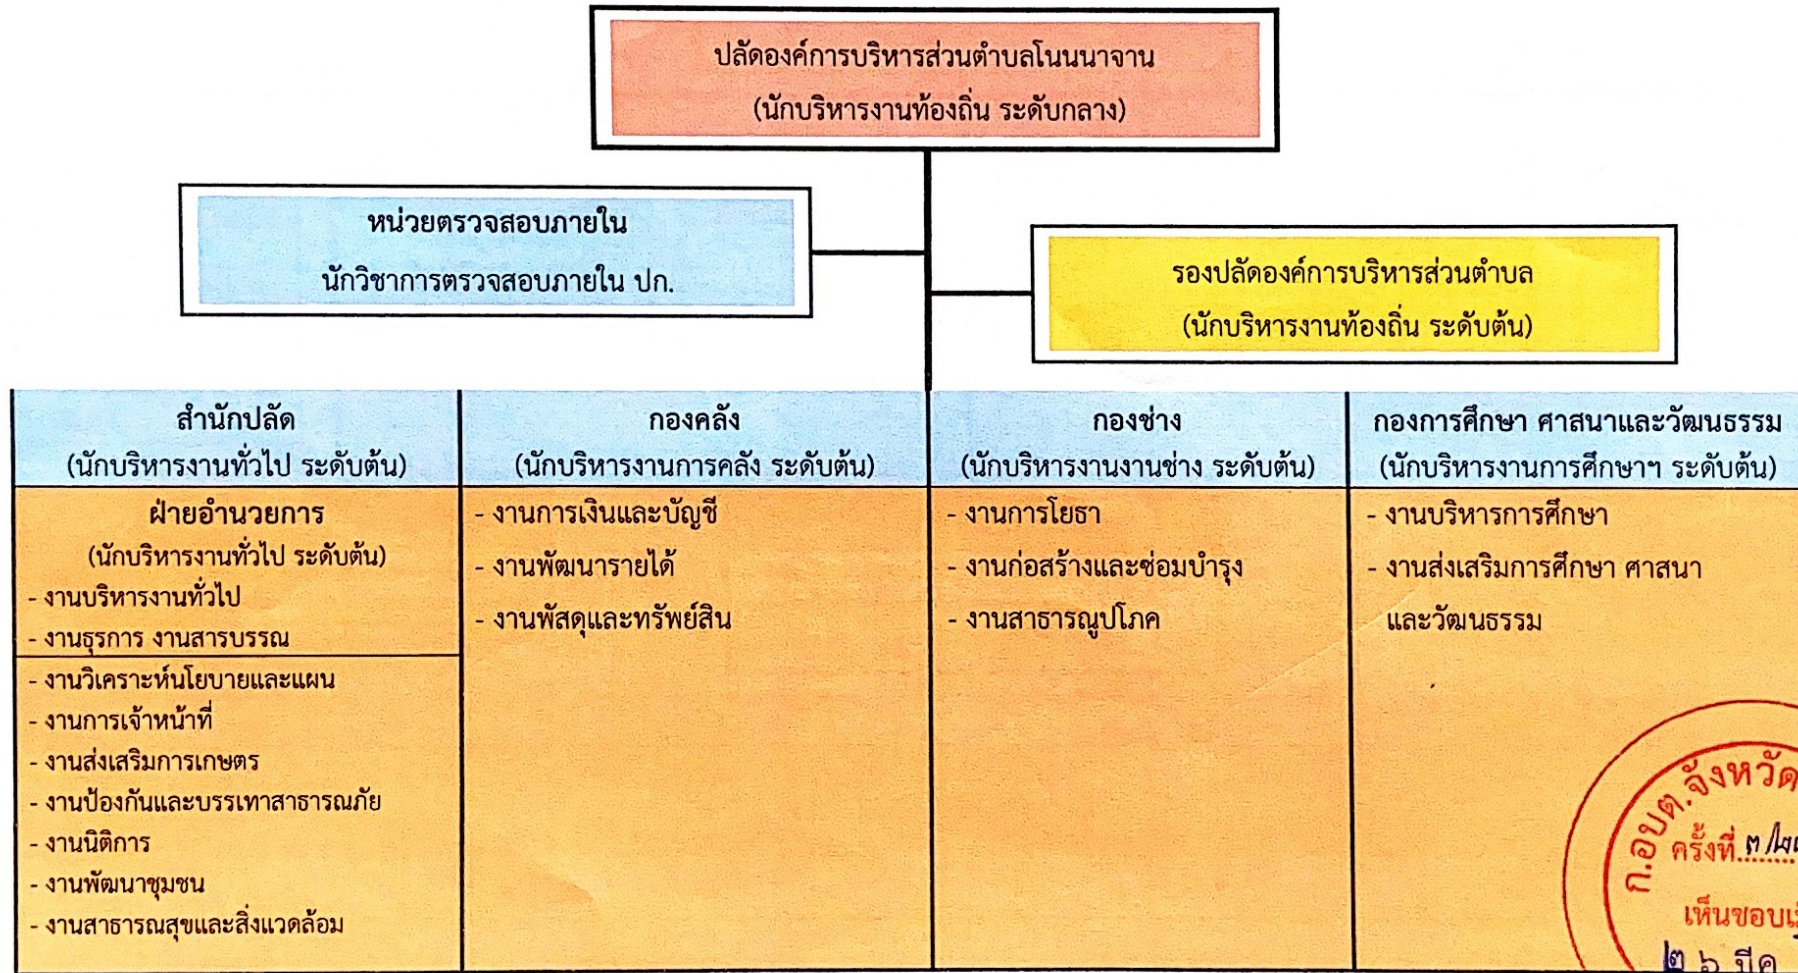 ปลัดองค์การบริหารส่วนตำบลโนนนาจาน
(นักบริหารงานท้องถิ่น ระดับกลาง)
หน่วยตรวจสอบภายใน
นักวิชาการตรวจสอบภายใน ปก.
รองปลัดองค์การบริหารส่วนตำบล
(นักบริหารงานท้องถิ่น ระดับต้น)
สำนักปลัด
(นักบริหารงานทั่วไป ระดับต้น)
ฝ่ายอำนวยการ
(นักบริหารงานทั่วไป ระดับต้น)
- งานบริหารงานทั่วไป
- งานธุรการ งานสารบรรณ
- งานวิเคราะห์นโยบายและแผน
- งานการเจ้าหน้าที่
- งานส่งเสริมการเกษตร
- งานป้องกันและบรรเทาสาธารณภัย
- งานนิติการ
- งานพัฒนาชุมชน
- งานสาธารณสุขและสิ่งแวดล้อม
กองคลัง
(นักบริหารงานการคลัง ระดับต้น)
- งานการเงินและบัญชี
- งานพัฒนารายได้
- งานพัสดุและทรัพย์สิน
กองช่าง
(นักบริหารงานงานช่าง ระดับต้น)
- งานการโยธา
- งานก่อสร้างและซ่อมบำรุง
- งานสาธารณูปโภค
กองการศึกษา ศาสนาและวัฒนธรรม
(นักบริหารงานการศึกษาฯ ระดับต้น)
- งานบริหารการศึกษา
- งานส่งเสริมการศึกษา ศาสนา
และวัฒนธรรม
ก.อบต.จังหวัด
ครั้งที่ ๓/
เห็นชอบ
๒๖ มีค